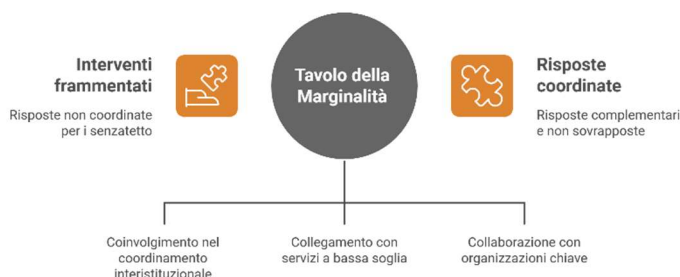 Interventi
frammentati
Risposte non coordinate
per i senzatetto
Tavolo della
Marginalità
Risposte
coordinate
Risposte complementari
e non sovrapposte
Coinvolgimento nel
coordinamento
interistituzionale
Collegamento con
servizi a bassa soglia
Collaborazione con
organizzazioni chiave